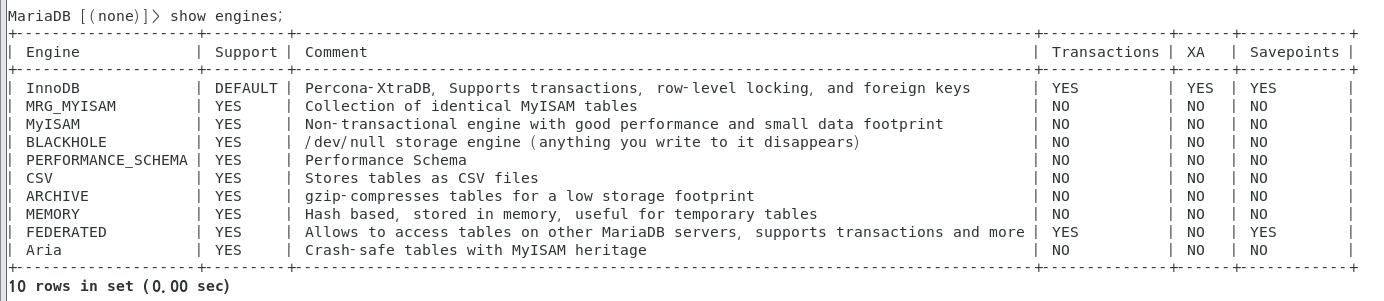 MariaDB [(none)]> show engines;
+--------------------+---------+----------------------------------------------------------------------------------+--------------+------+------------+
| Engine             | Support | Comment                                                                          | Transactions | XA   | Savepoints |
+--------------------+---------+----------------------------------------------------------------------------------+--------------+------+------------+
| InnoDB             | DEFAULT | Percona-XtraDB, Supports transactions, row-level locking, and foreign keys       | YES          | YES  | YES        |
| MRG_MYISAM         | YES     | Collection of identical MyISAM tables                                            | NO           | NO   | NO         |
| MyISAM             | YES     | Non-transactional engine with good performance and small data footprint          | NO           | NO   | NO         |
| BLACKHOLE          | YES     | /dev/null storage engine (anything you write to it disappears)                   | NO           | NO   | NO         |
| PERFORMANCE_SCHEMA | YES     | Performance Schema                                                               | NO           | NO   | NO         |
| CSV                | YES     | Stores tables as CSV files                                                       | NO           | NO   | NO         |
| ARCHIVE            | YES     | gzip-compresses tables for a low storage footprint                               | NO           | NO   | NO         |
| MEMORY             | YES     | Hash based, stored in memory, useful for temporary tables                        | NO           | NO   | NO         |
| FEDERATED          | YES     | Allows to access tables on other MariaDB servers, supports transactions and more | YES          | NO   | YES        |
| Aria               | YES     | Crash-safe tables with MyISAM heritage                                           | NO           | NO   | NO         |
+--------------------+---------+----------------------------------------------------------------------------------+--------------+------+------------+
10 rows in set (0.00 sec)